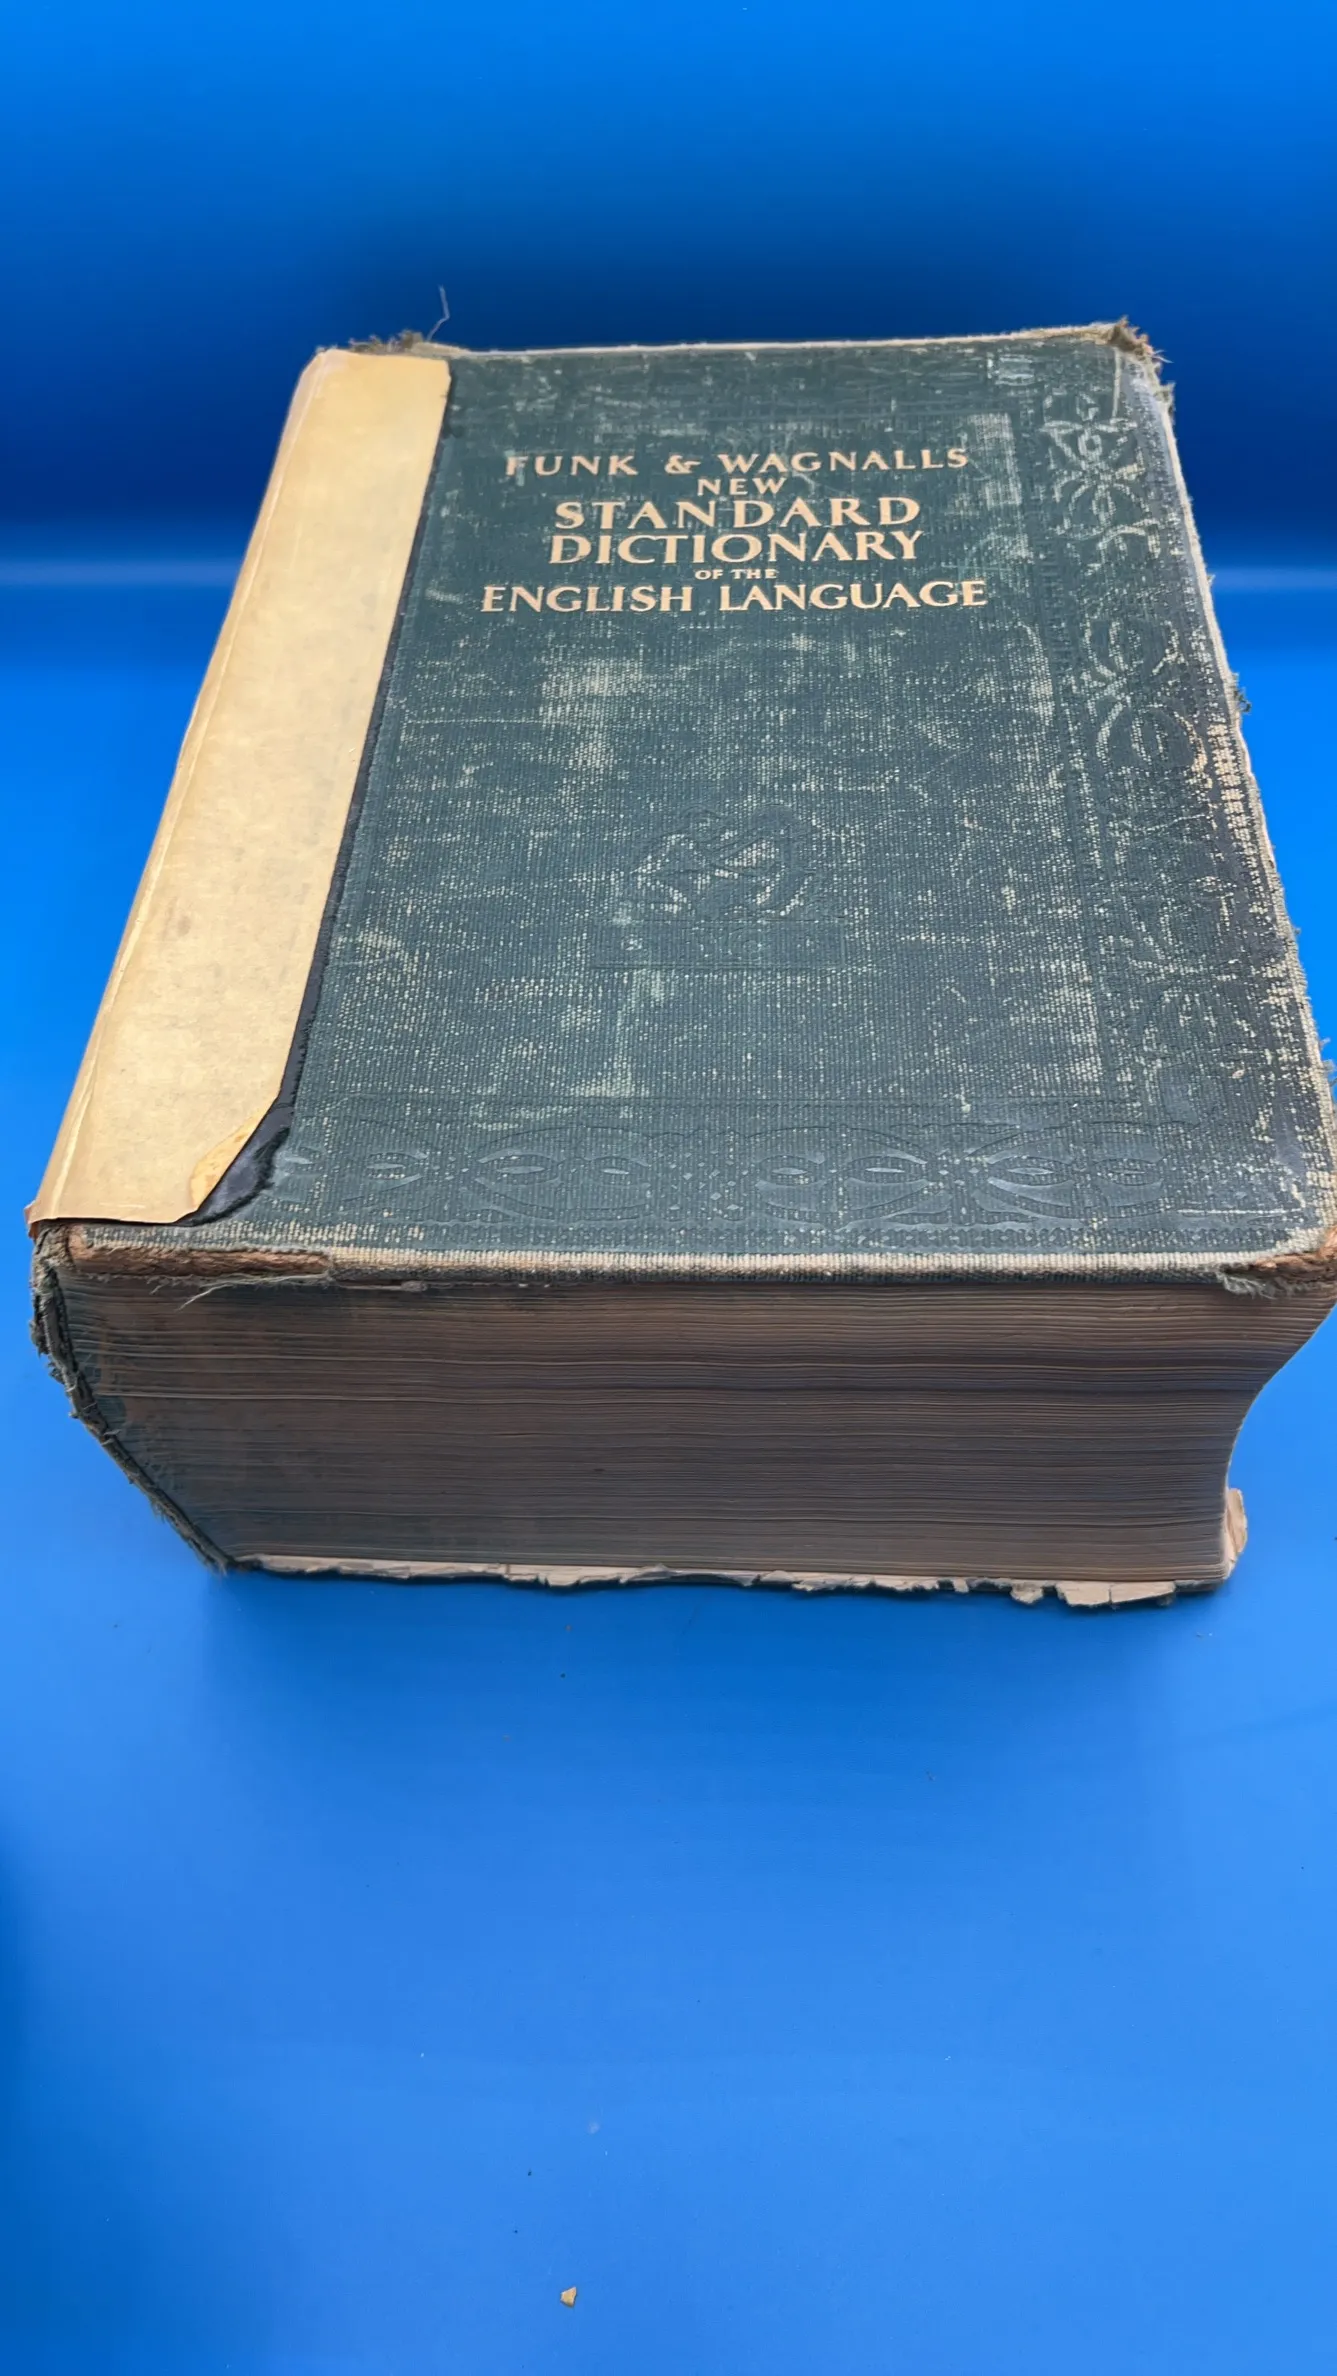 FUNK & WAGNALLS
NEW
STANDARD
DICTIONARY
OF THE
ENGLISH LANGUAGE